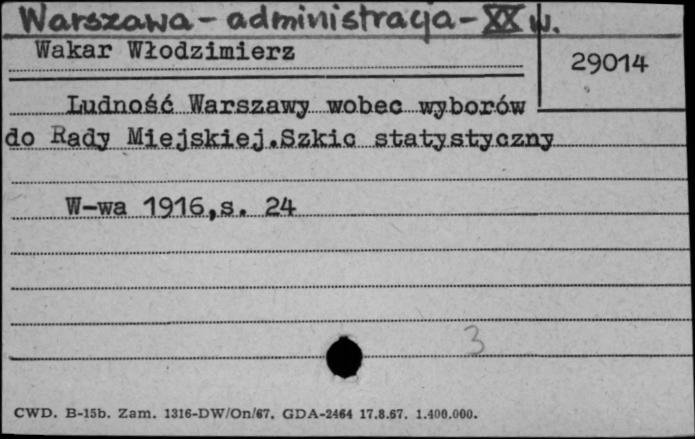 Warszawa - administracja - XX w.
Wakar Włodzimierz
29014
Ludność Warszawy wobec wyborów
do Rady Miejskiej.Szkic statystyczny
W-wa 1916,s. 24
3
CWD. B-15b. Zam. 1316-DW/On/67. GDA-2464 17.8.67. 1.400.000.